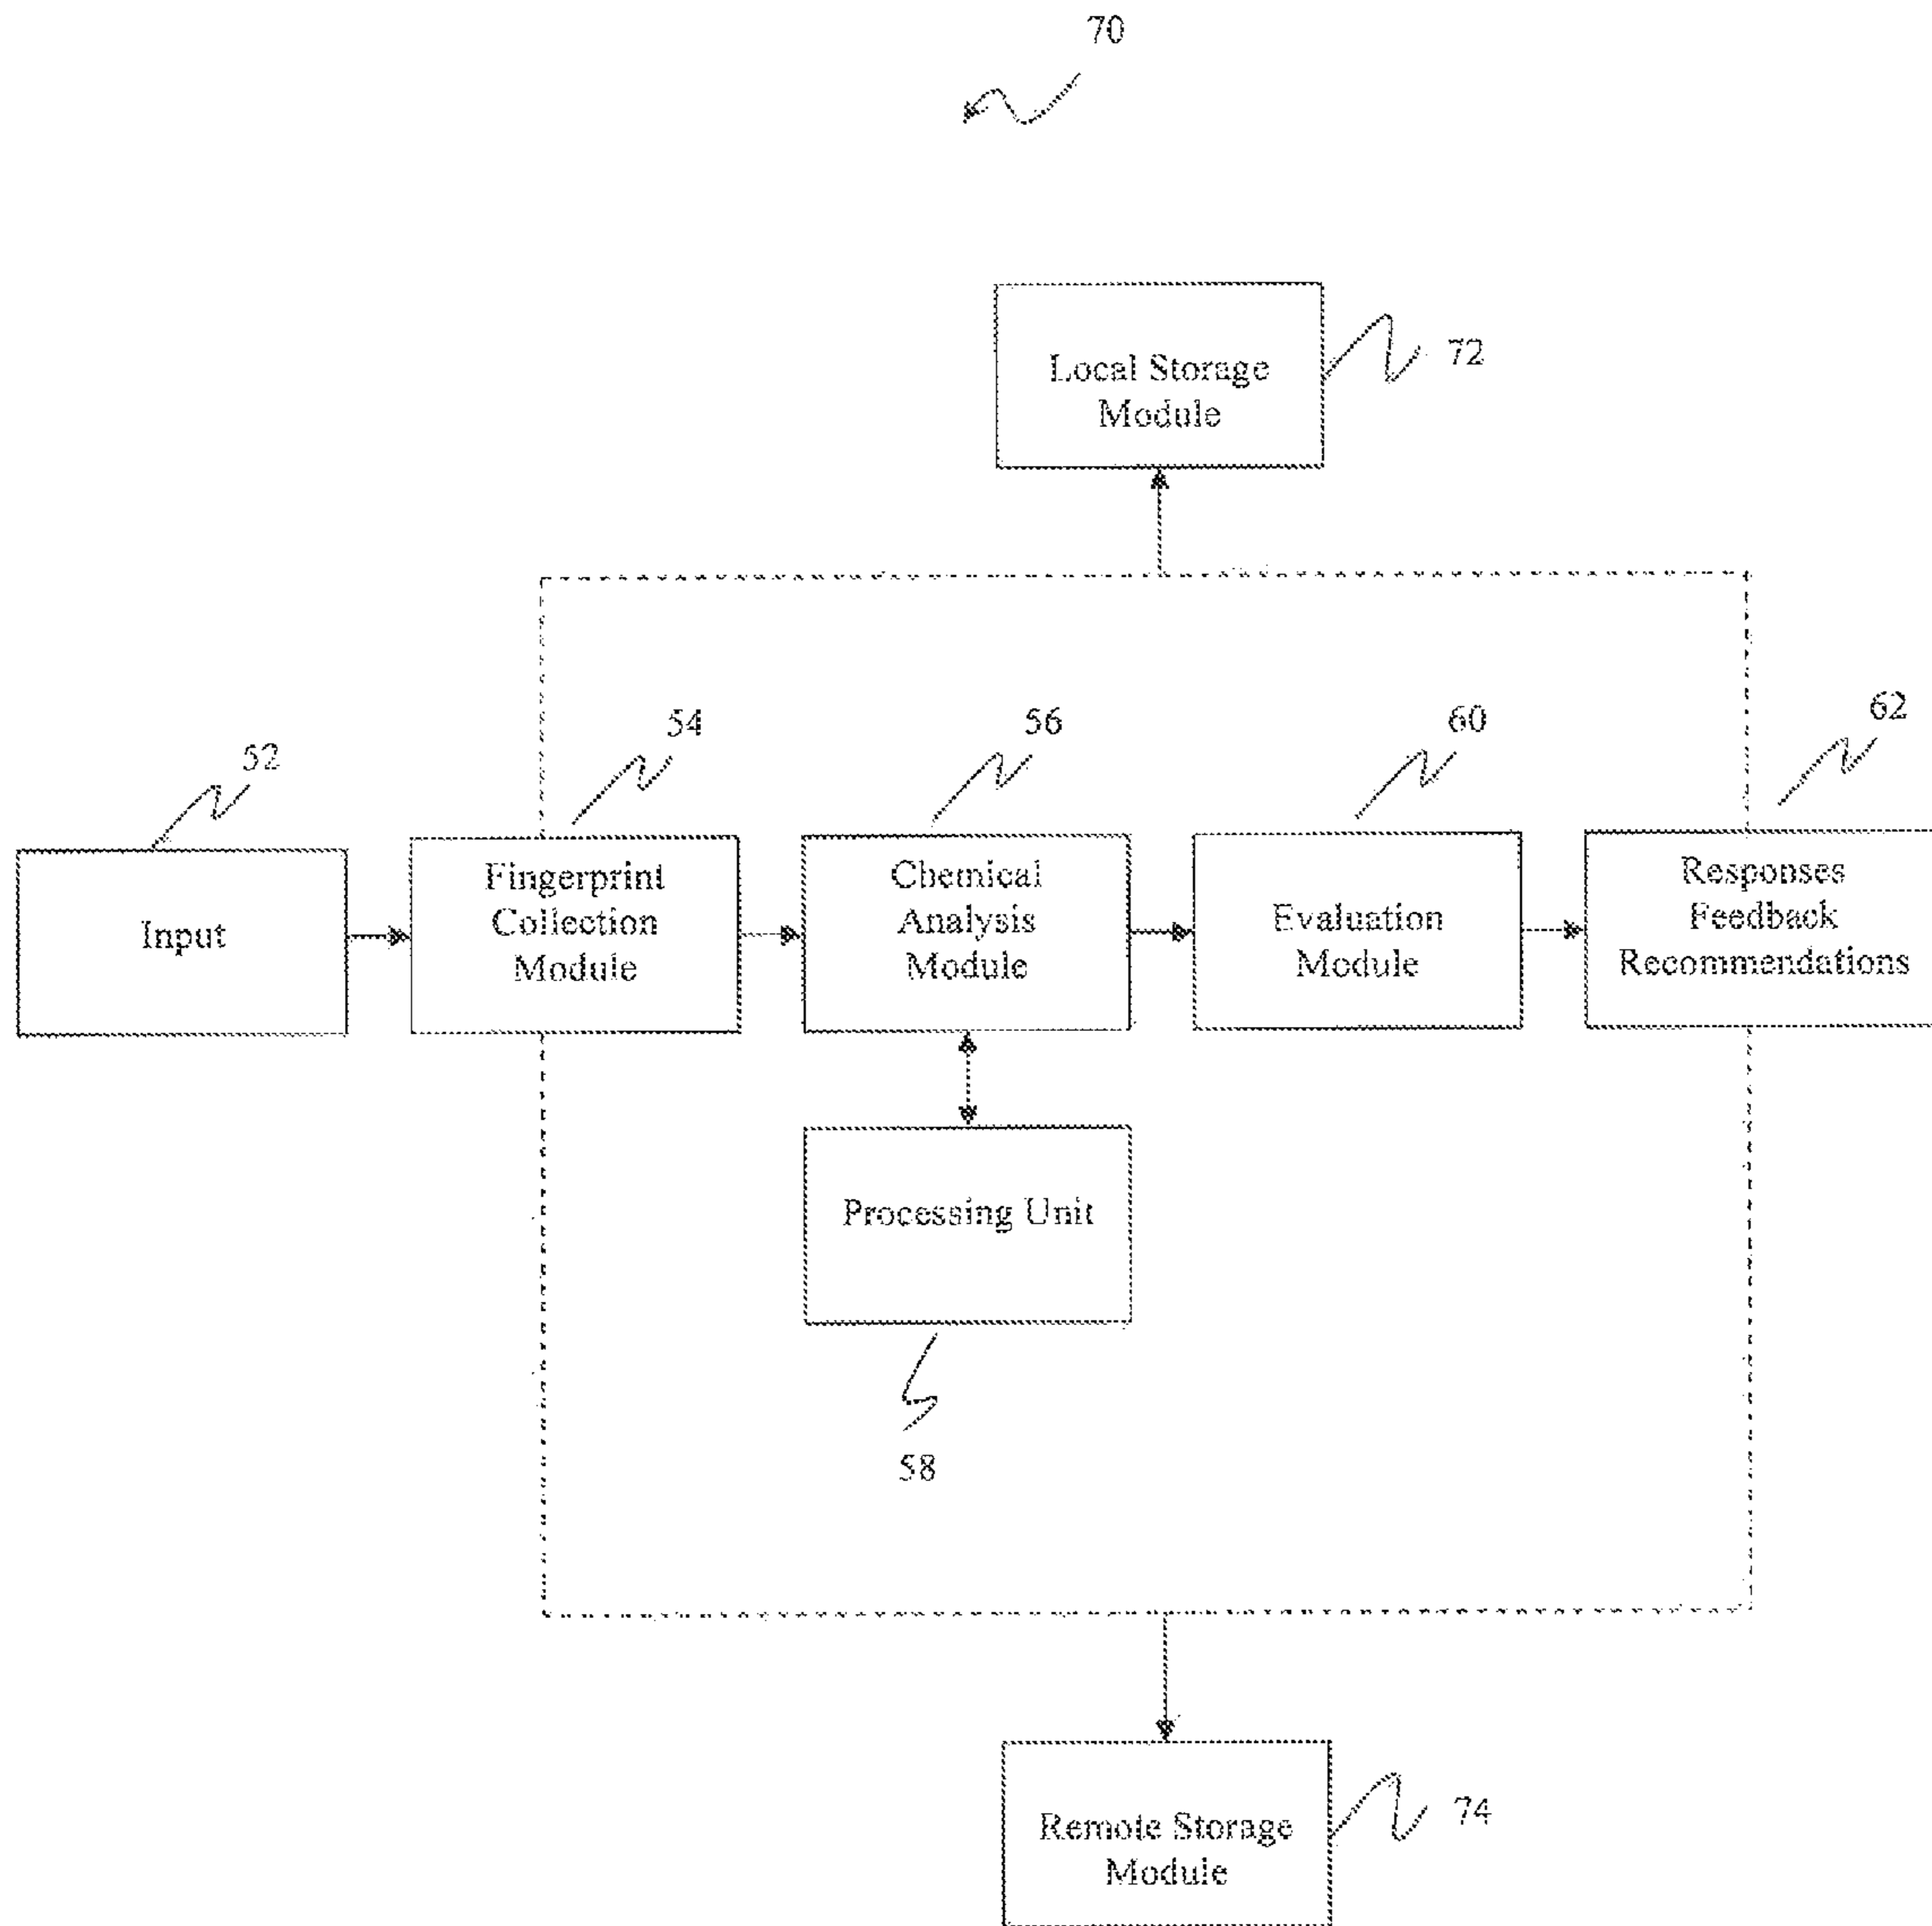 70
Local Storage
Module
72
52
54
56
60
62
Input
Fingerprint
Collection
Module
Chemical
Analysis
Module
Evaluation
Module
Responses
Feedback
Recommendations
Processing Unit
58
Remote Storage
Module
74